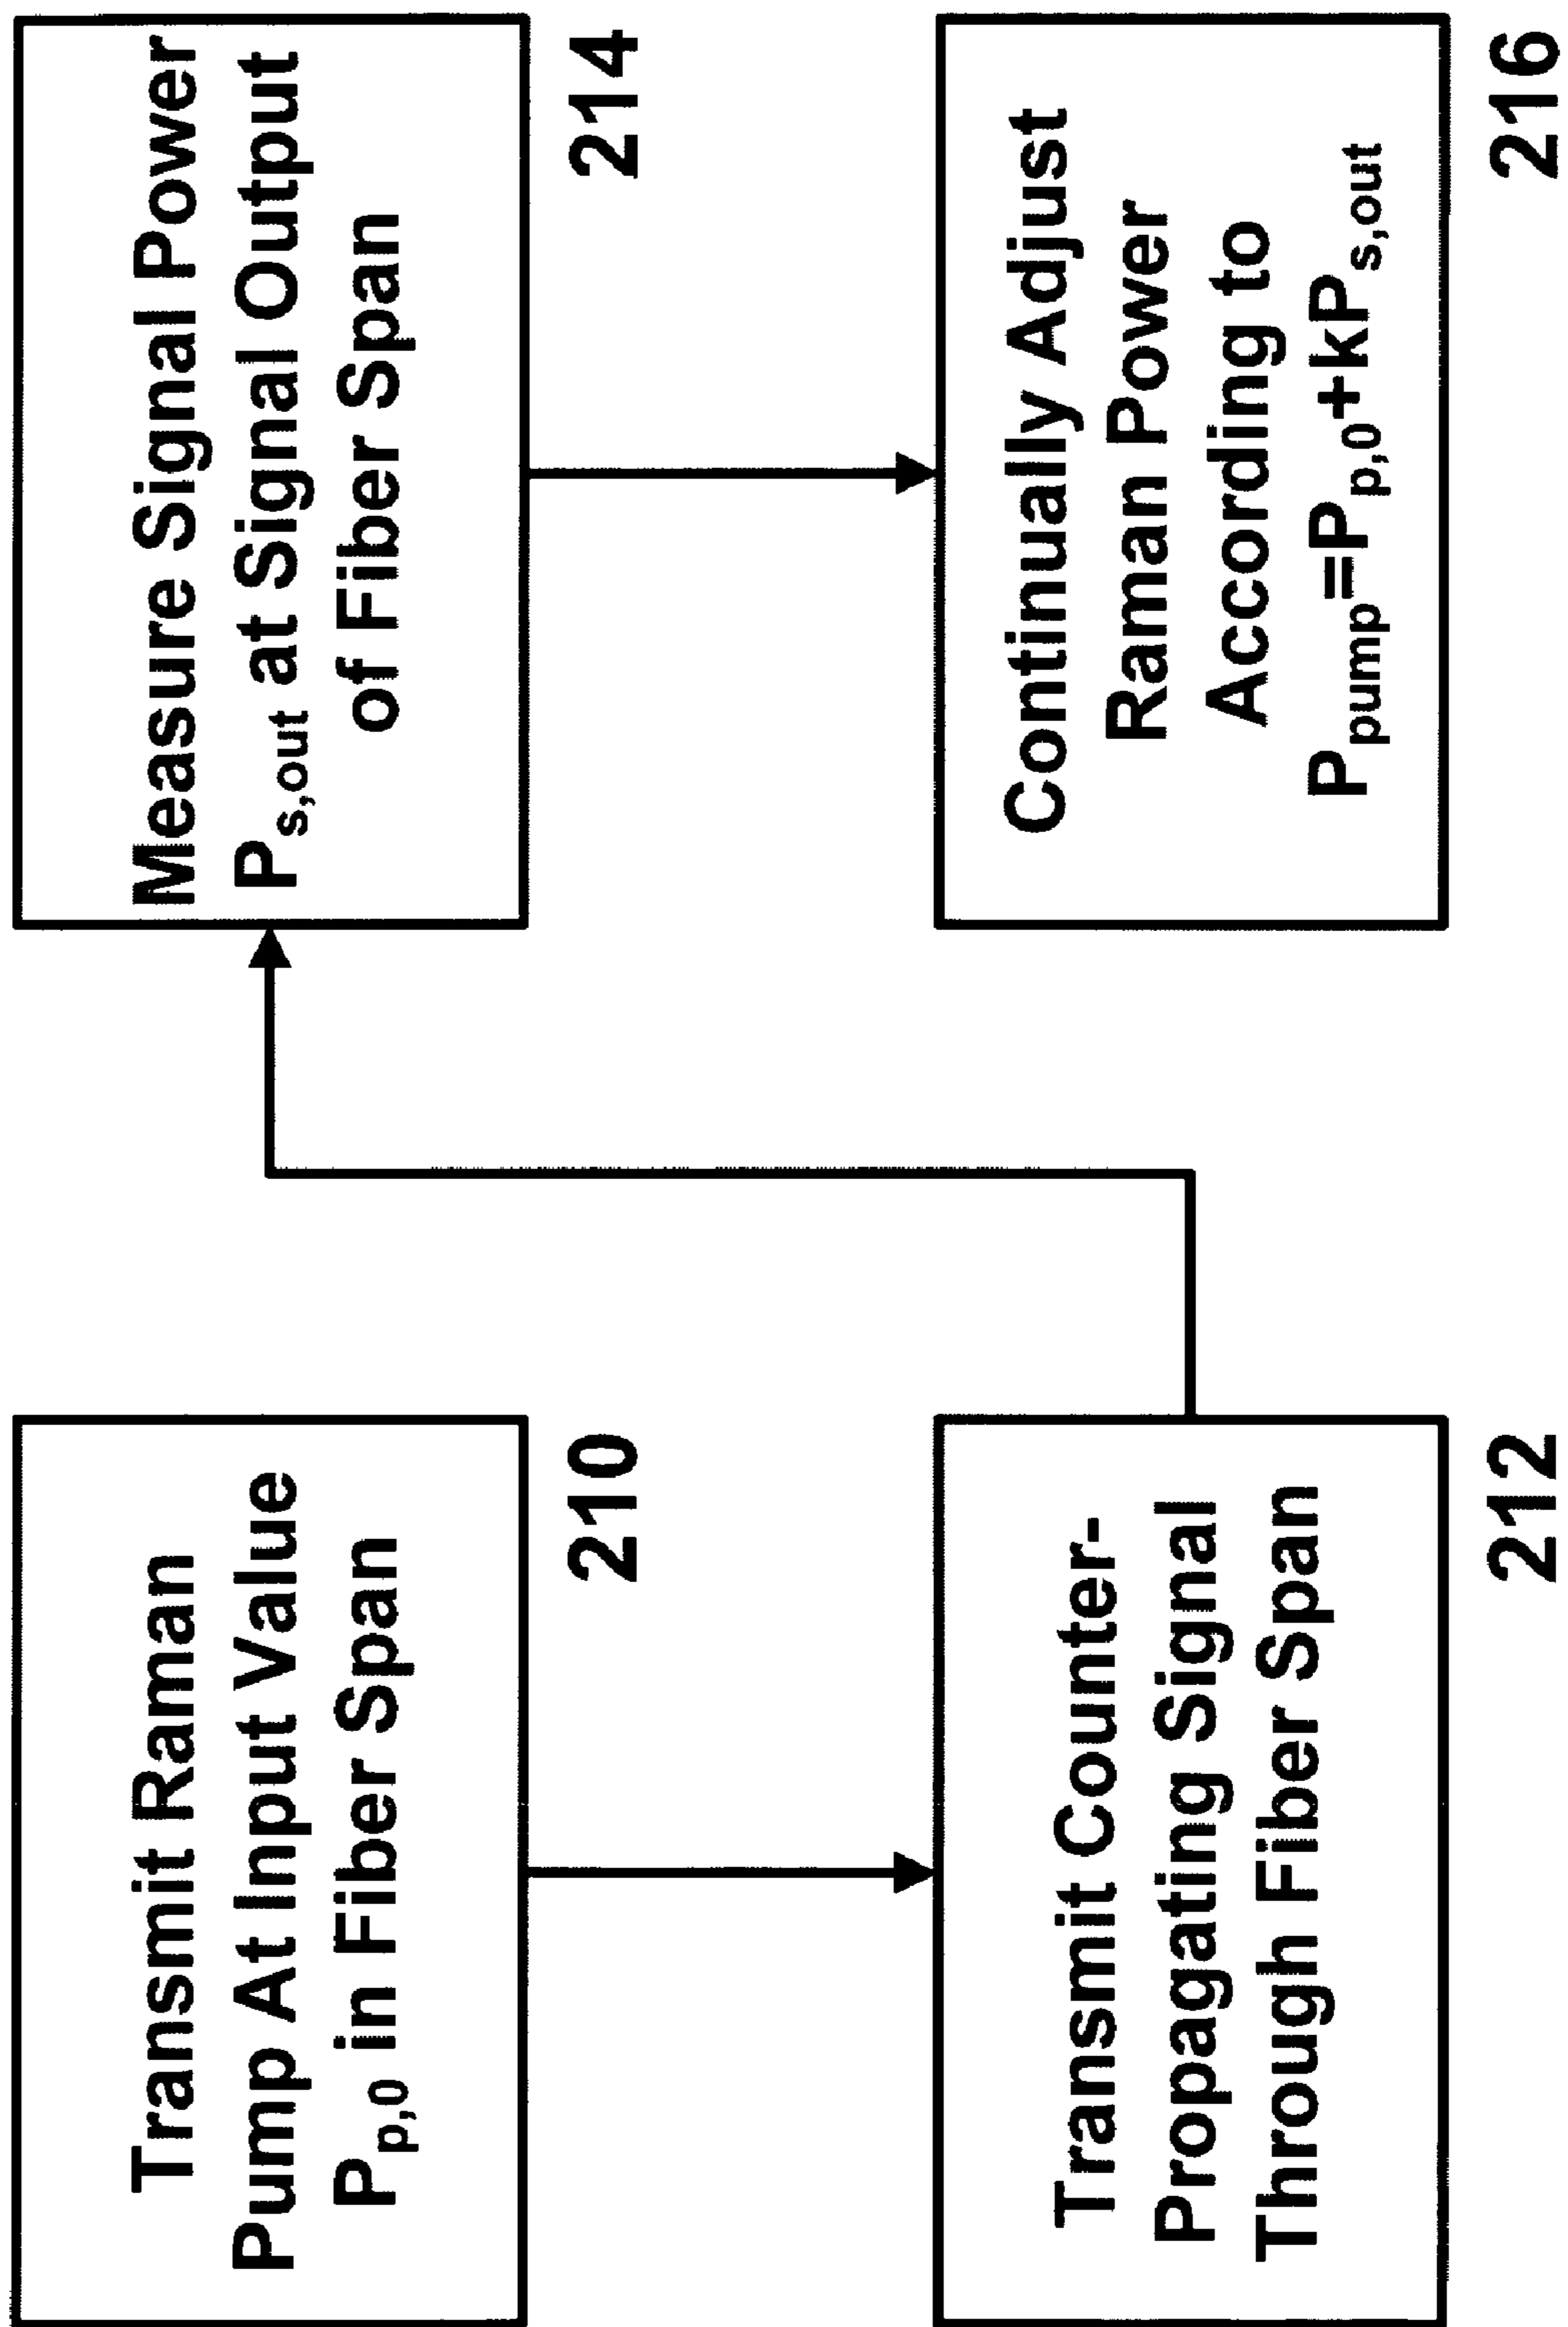 Transmit Raman
Pump At Input Value
Pp,0 in Fiber Span
210
Transmit Counter-
Propagating Signal
Through Fiber Span
212
Measure Signal Power
Ps,out at Signal Output
of Fiber Span
214
Continually Adjust
Raman Power
According to
Ppump=Pp,0+kPs,out
216